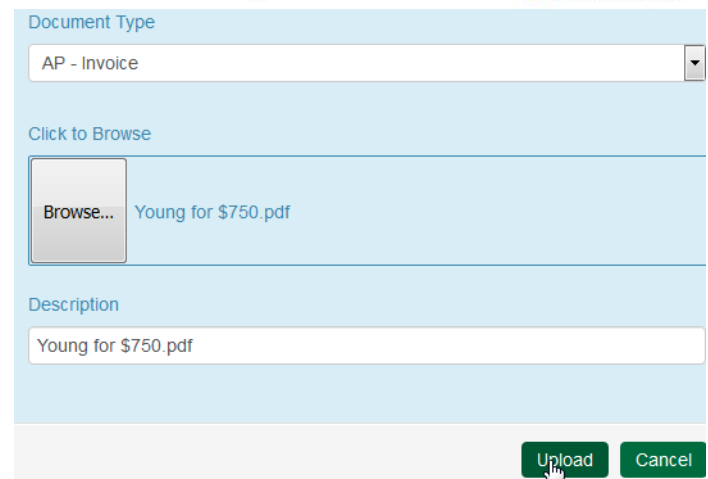 Document Type
AP - Invoice
Click to Browse
Browse... Young for $750.pdf
Description
Young for $750.pdf
Upload Cancel